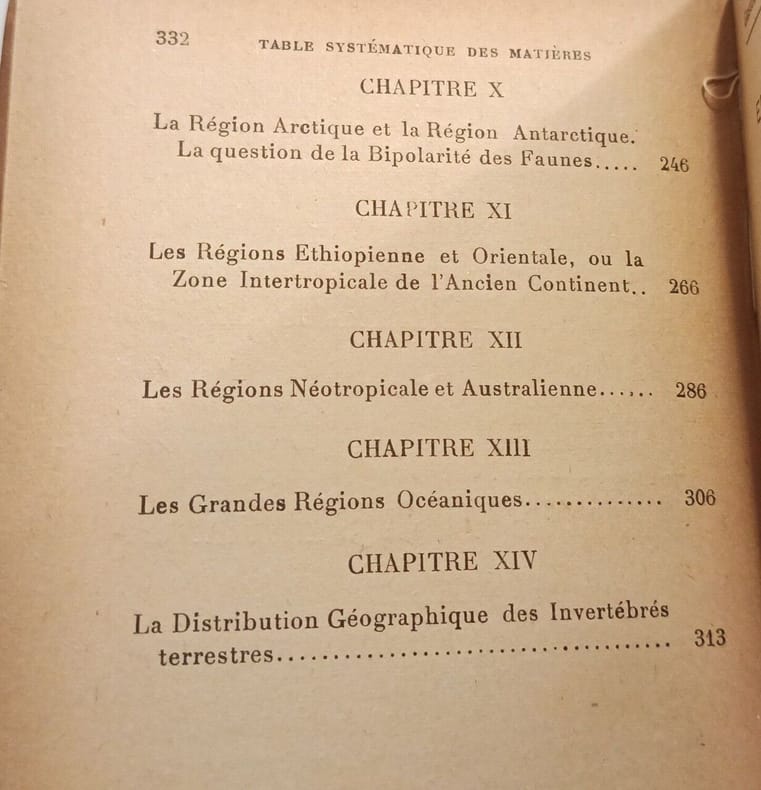 332
TABLE SYSTÉMATIQUE DES MATIÈRES
CHAPITRE X
La Région Arctique et la Région Antarctique.
La question de la Bipolarité des Faunes..... 246
CHAPITRE XI
Les Régions Ethiopienne et Orientale, ou la
Zone Intertropicale de l'Ancien Continent.. 266
CHAPITRE XII
Les Régions Néotropicale et Australienne...... 286
CHAPITRE XIII
Les Grandes Régions Océaniques.............. 306
CHAPITRE XIV
La Distribution Géographique des Invertébrés
terrestres..................................... 313